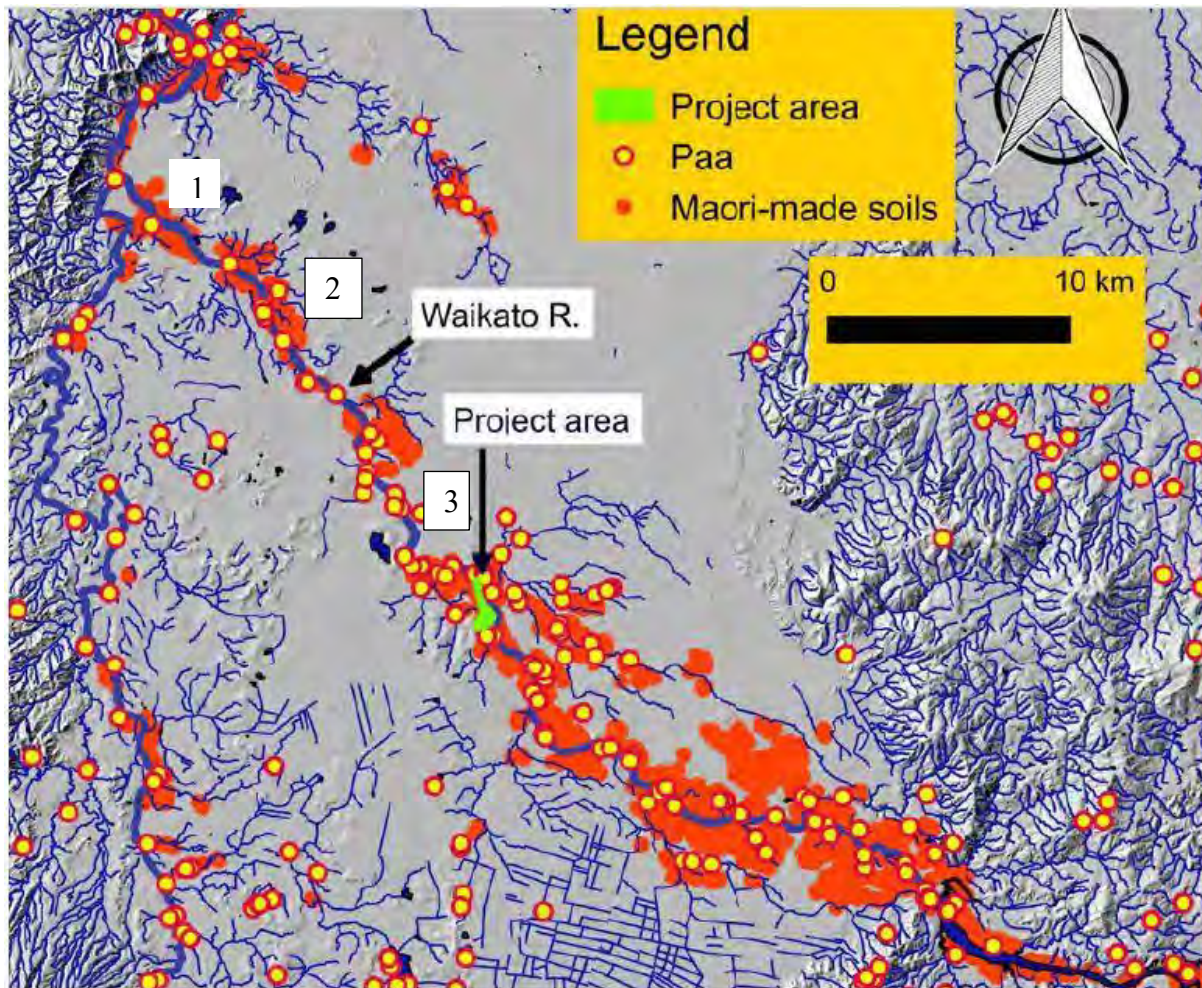 Legend
Project area
Paa
Maori-made soils
0 10 km
1
2
Waikato R.
Project area
3